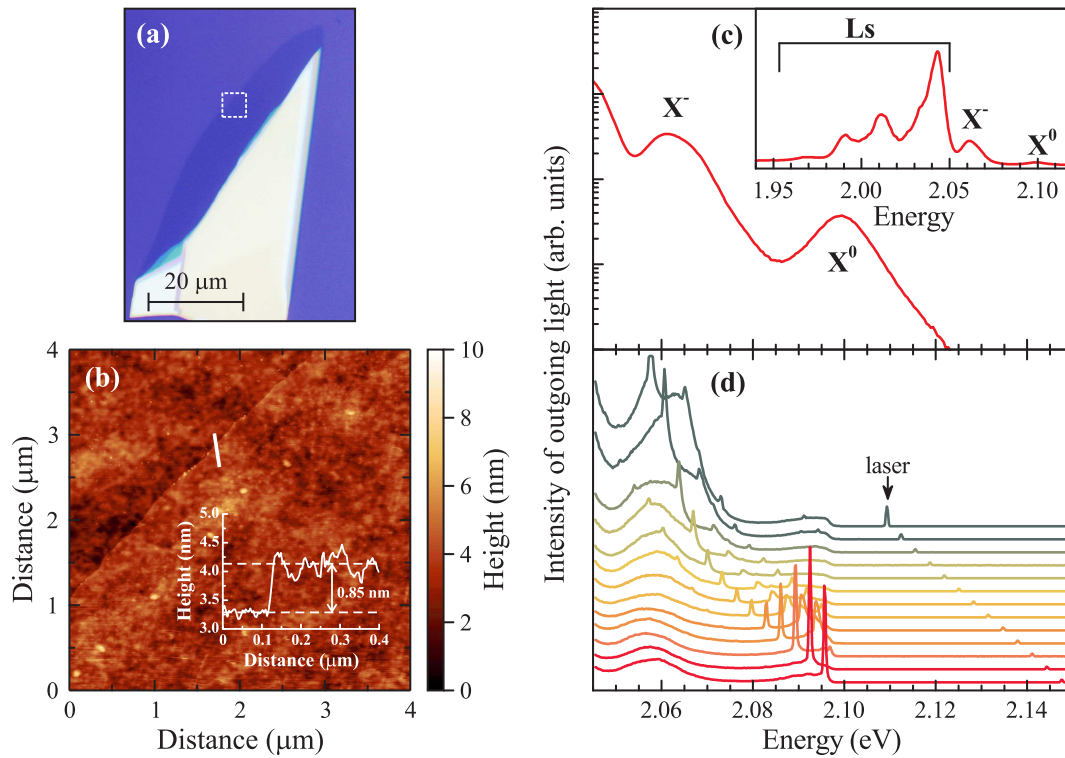 (a)
20 μm
(b)
4
3
2
1
0
Distance (μm)
0
1
2
3
4
Distance (μm)
10
8
6
4
2
0
Height (nm)
5.0
4.5
4.0
3.5
3.0
Height (nm)
0.85 nm
0
0.1
0.2
0.3
0.4
Distance (μm)
Intensity of outgoing light (arb. units)
(c)
X⁻
X⁰
Ls
X⁻
X⁰
1.95
2.00
2.05
2.10
Energy
(d)
laser
2.06
2.08
2.10
2.12
2.14
Energy (eV)